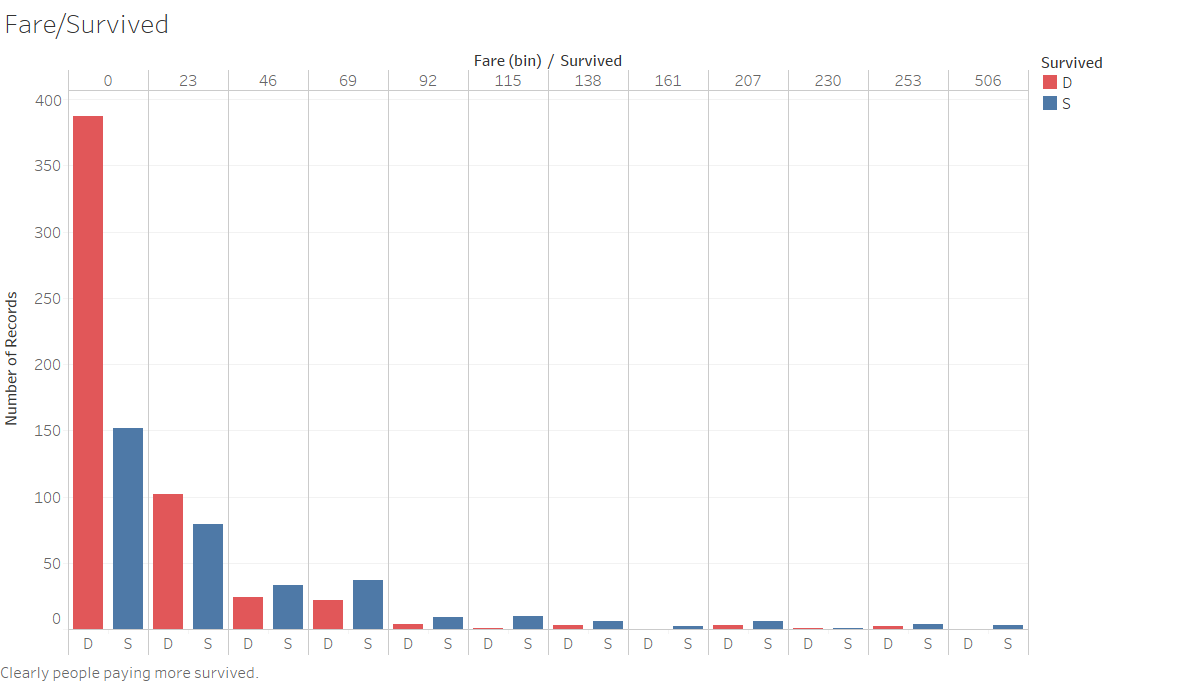 Fare/Survived
Fare (bin) / Survived
0 23 46 69 92 115 138 161 207 230 253 506
Survived
D
S
400
350
300
250
200
150
100
50
0
Number of Records
D S D S D S D S D S D S D S D S D S D S D S D S
Clearly people paying more survived.